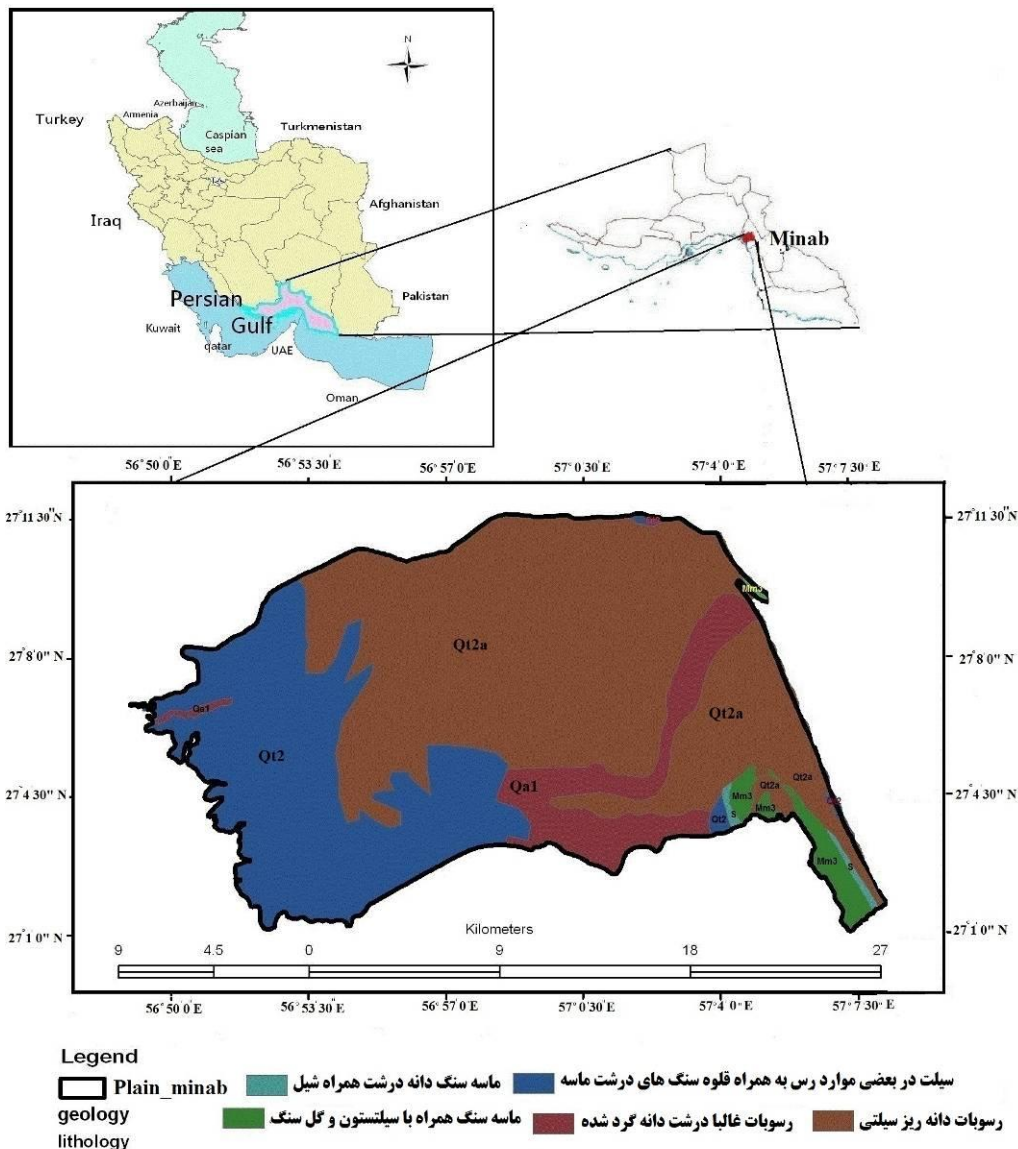 N
Azerbaijan
Armenia
Turkey
Caspian
sea
Turkmenistan
Afghanistan
Iraq
Minab
Persian
Gulf
Pakistan
Kuwait
qatar
UAE
Oman
56°50'0"E 56°53'30"E 56°57'0"E 57°0'30"E 57°4'0"E 57°7'30"E
27°11'30"N 27°11'30"N
Mm3
Qt2a
27°8'0" N 27°8'0" N
Qa1
Qt2a
Qt2
Qt2a
Qt2a
Qa1
27°4'30"N 27°4'30"N
Mm3
Mm3
Qt2
S
Mm3
S
27°1'0" N 27°1'0" N
Kilometers
9 4.5 0 9 18 27
56°50'0"E 56°53'30"E 56°57'0"E 57°0'30"E 57°4'0"E 57°7'30"E
Legend
Plain_minab
ماسه سنگ دانه درشت همراه شیل
سیلت در بعضی موارد رس به همراه قلوه سنگ های درشت ماسه
geology
lithology
ماسه سنگ همراه با سیلتستون و گل سنگ
رسوبات غالبا درشت دانه گرد شده
رسوبات دانه ریز سیلتی